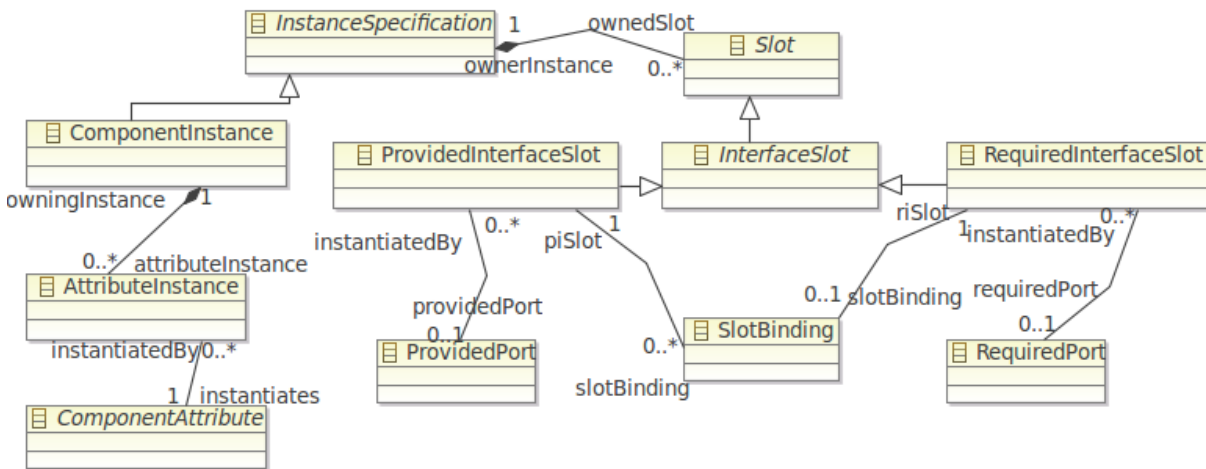 InstanceSpecification
1
ownedSlot
Slot
ownerInstance
0..*
ComponentInstance
ProvidedInterfaceSlot
InterfaceSlot
RequiredInterfaceSlot
owningInstance
1
0..*
1
riSlot
1
0..*
instantiatedBy
piSlot
instantiatedBy
0..*
attributeInstance
AttributeInstance
providedPort
0..1
slotBinding
requiredPort
0..1
SlotBinding
0..1
instantiatedBy
0..*
ProvidedPort
0..*
RequiredPort
slotBinding
1
instantiates
ComponentAttribute